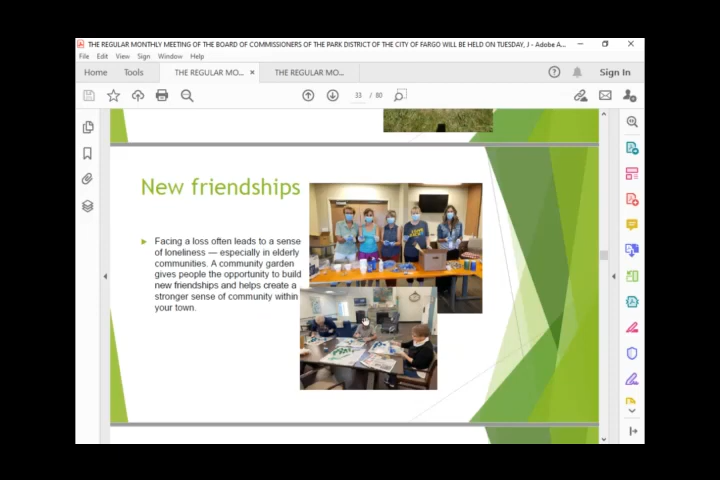 THE REGULAR MONTHLY MEETING OF THE BOARD OF COMMISSIONERS OF THE PARK DISTRICT OF THE CITY OF FARGO WILL BE HELD ON TUESDAY, J - Adobe A...
File Edit View Sign Window Help
Home Tools THE REGULAR MO... × THE REGULAR MO... Sign In
33 / 80
New friendships
Facing a loss often leads to a sense
of loneliness — especially in elderly
communities. A community garden
gives people the opportunity to build
new friendships and helps create a
stronger sense of community within
your town.